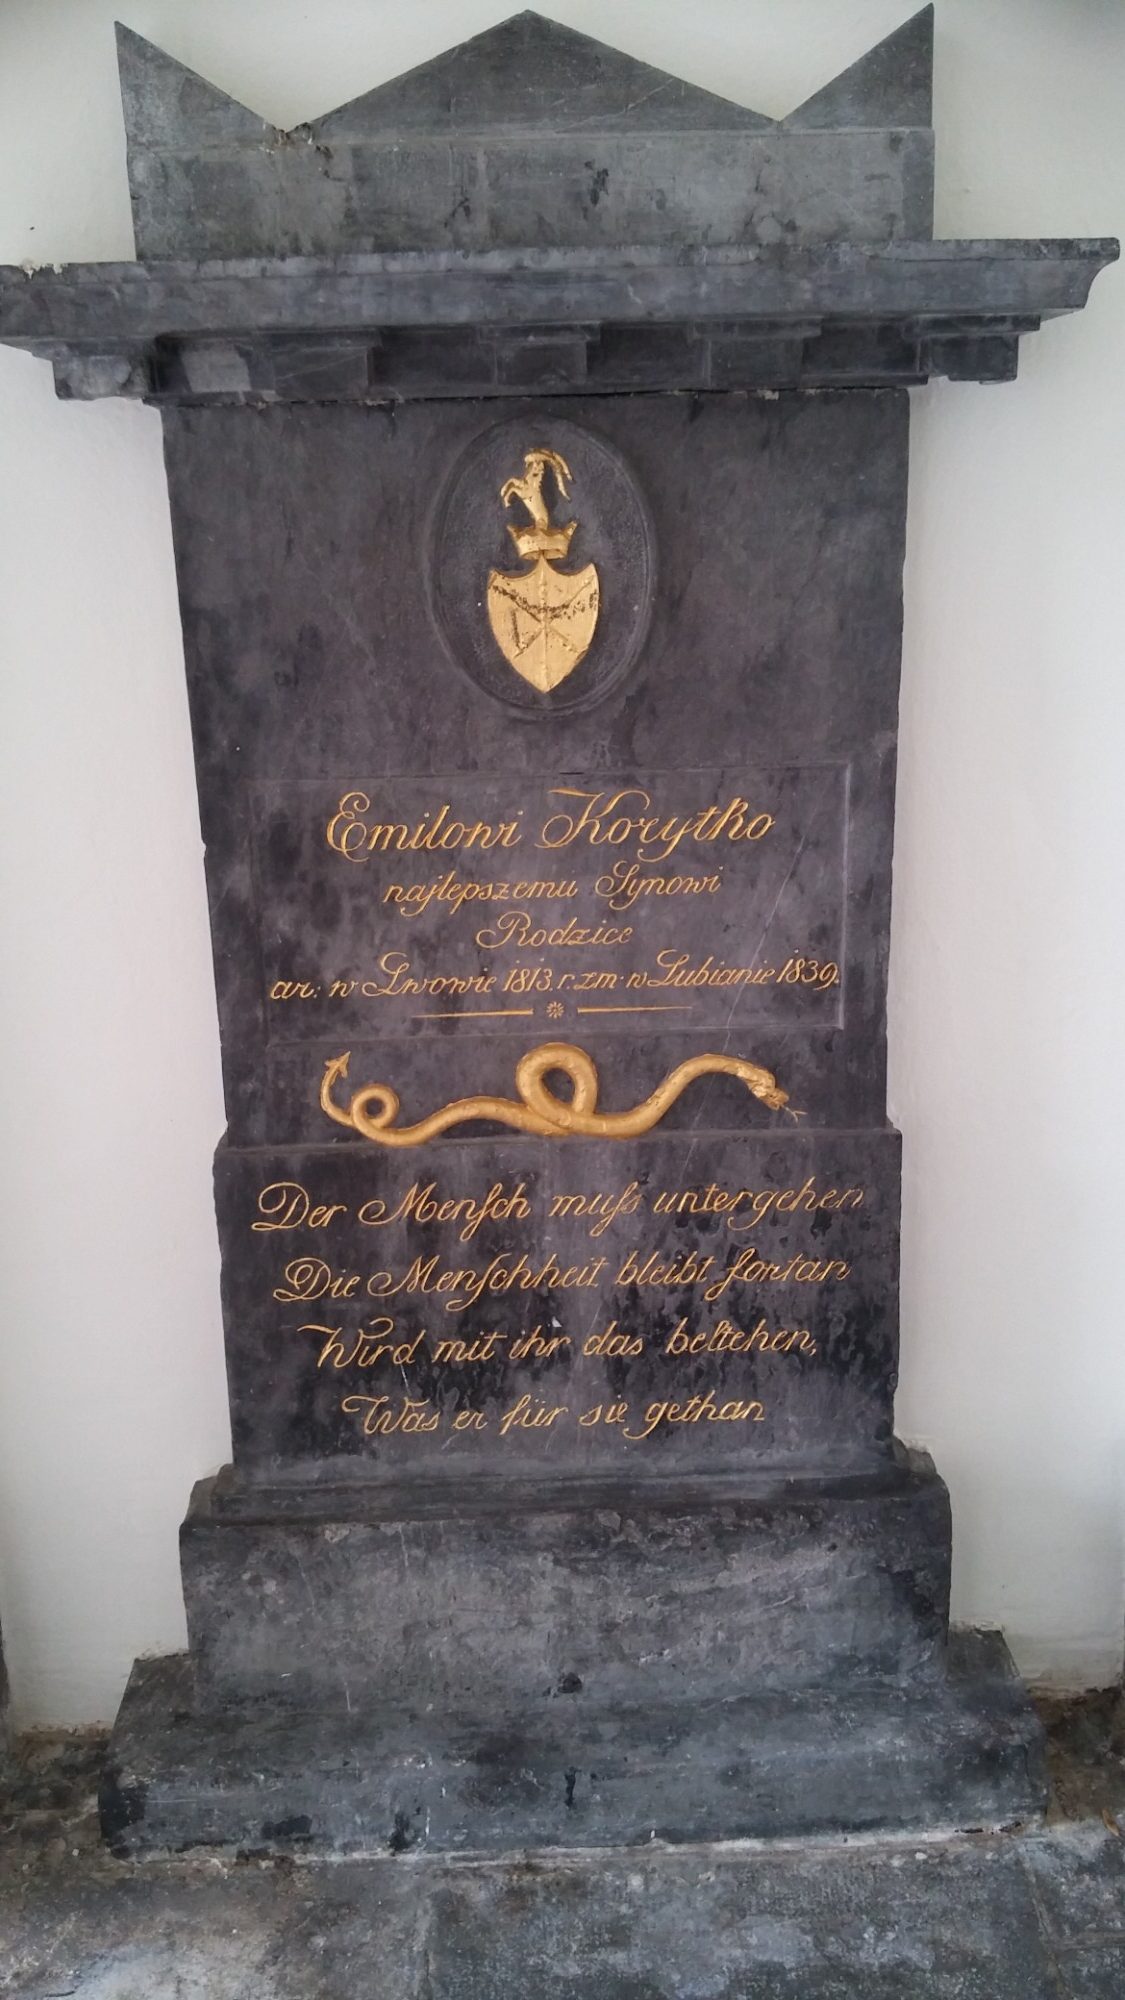 Emilowi Korytko
najlepszemu Synowi
Rodzice
ar: w Lwowie 1813. r. zm. w Lubianie 1839.
Der Menſch muſs untergehen
Die Menſchheit bleibt fortan
Wird mit ihr das beſtehen,
Was er für sie gethan